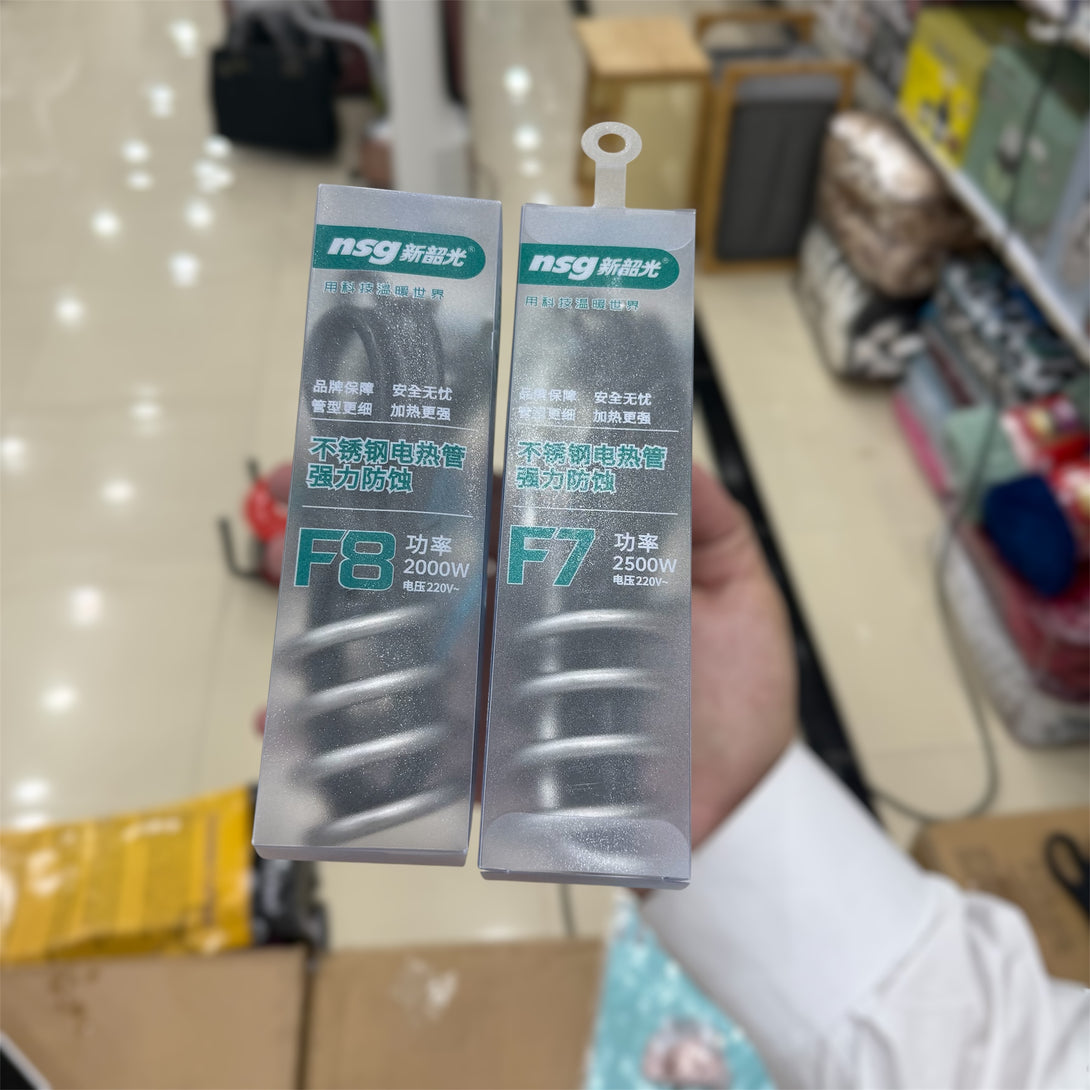 nsg 新韶光®
用科技温暖世界
品牌保障 安全无忧
管型更细 加热更强
不锈钢电热管
强力防蚀
F8 功率
2000W
电压220V~
nsg 新韶光®
用科技温暖世界
品牌保障 安全无忧
管型更细 加热更强
不锈钢电热管
强力防蚀
F7 功率
2500W
电压220V~